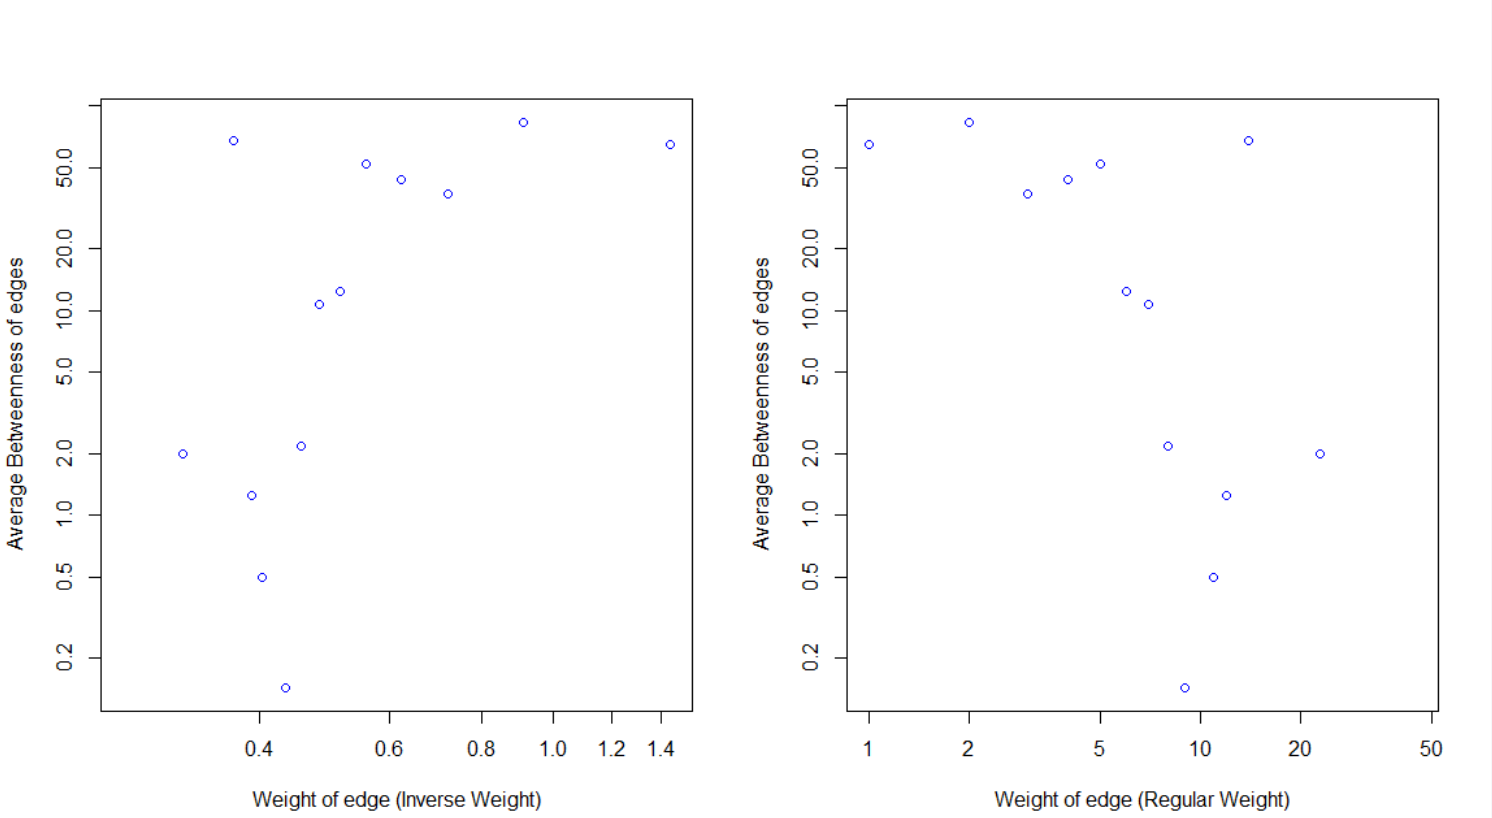 Average Betweenness of edges
50.0
20.0
10.0
5.0
2.0
1.0
0.5
0.2
0.4 0.6 0.8 1.0 1.2 1.4
Weight of edge (Inverse Weight)
Average Betweenness of edges
50.0
20.0
10.0
5.0
2.0
1.0
0.5
0.2
1 2 5 10 20 50
Weight of edge (Regular Weight)